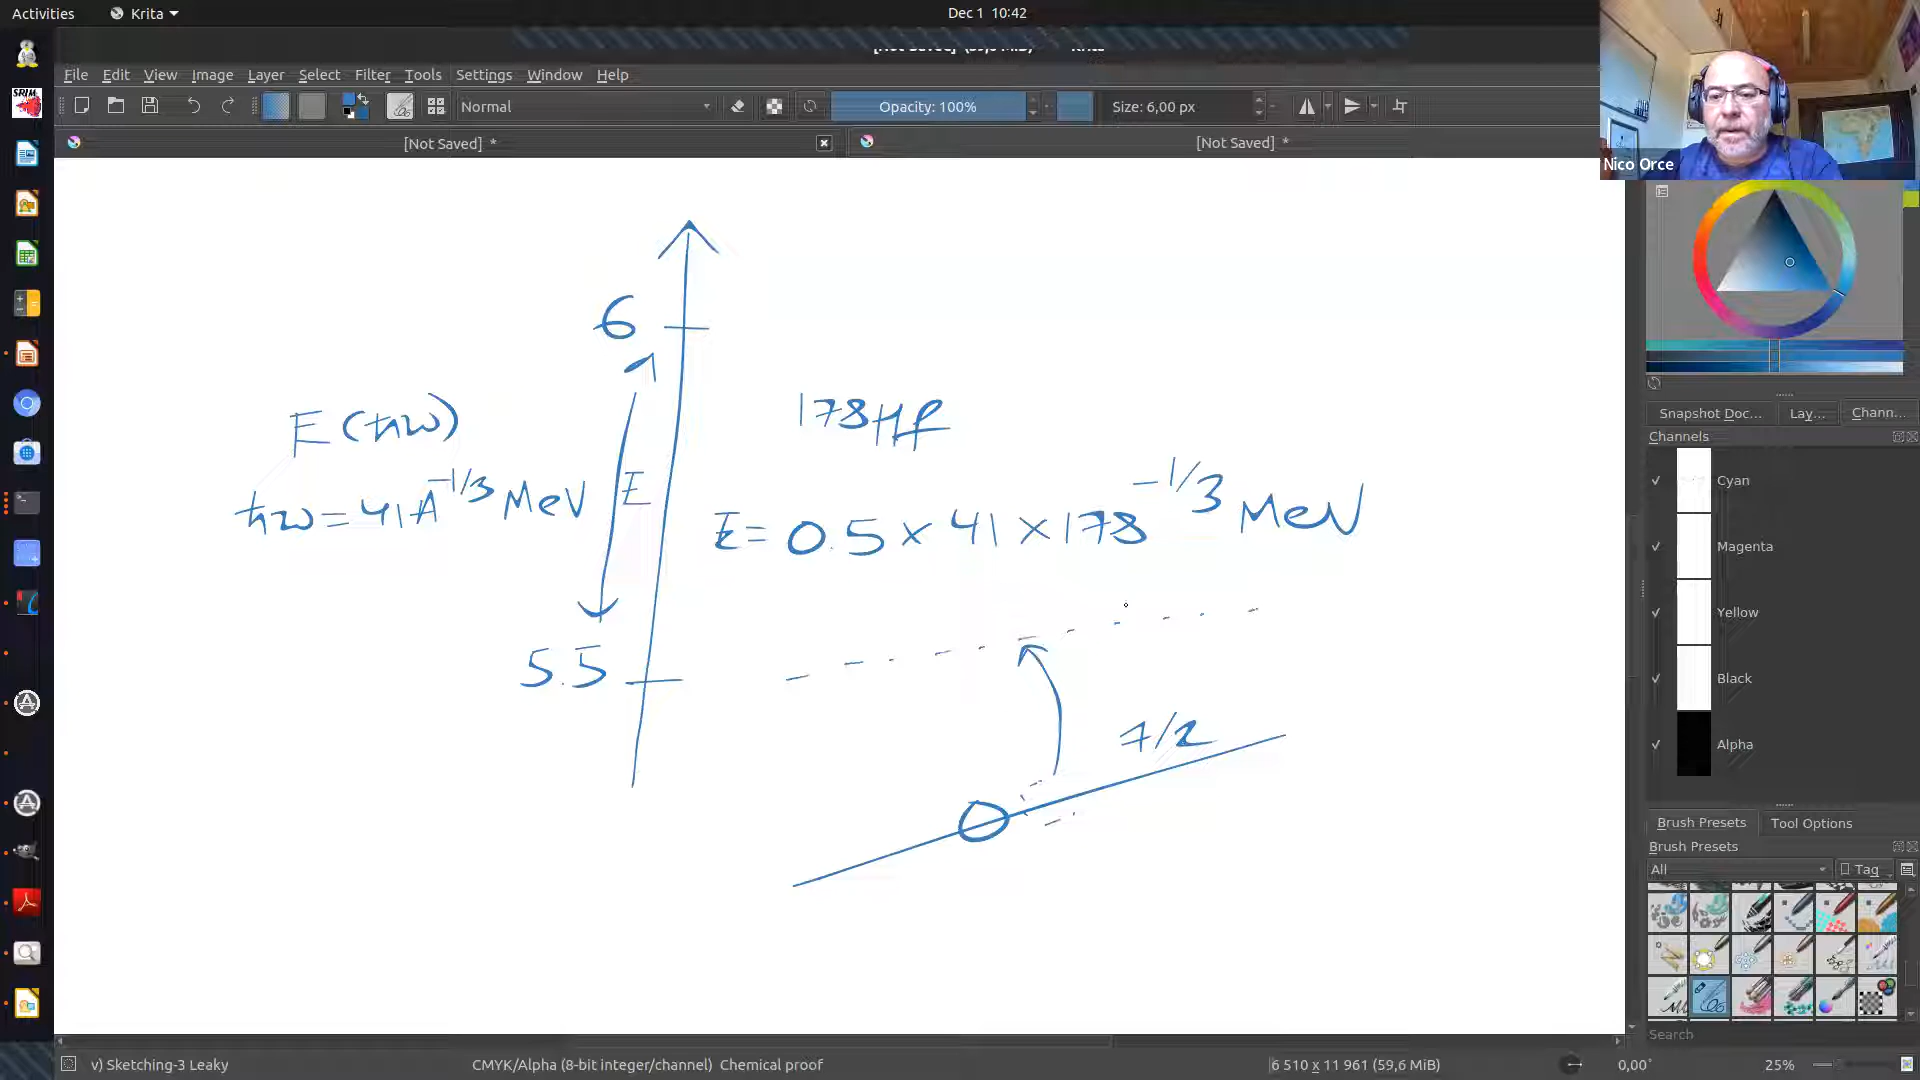 Activities
Krita
Dec 1 10:42
File Edit View Image Layer Select Filter Tools Settings Window Help
Normal
Opacity: 100%
Size: 6,00 px
[Not Saved] *
[Not Saved] *
Nico Orce
SRIM
6
E (ħω)
178Hf
ħω = 41A^-1/3 MeV
E
E = 0.5 × 41 × 178^-1/3 MeV
5.5
7/2
Snapshot Doc...
Lay...
Chann...
Channels
Cyan
Magenta
Yellow
Black
Alpha
Brush Presets
Tool Options
Brush Presets
All
Tag
Search
v) Sketching-3 Leaky
CMYK/Alpha (8-bit integer/channel) Chemical proof
6 510 x 11 961 (59,6 MiB)
0,00°
25%